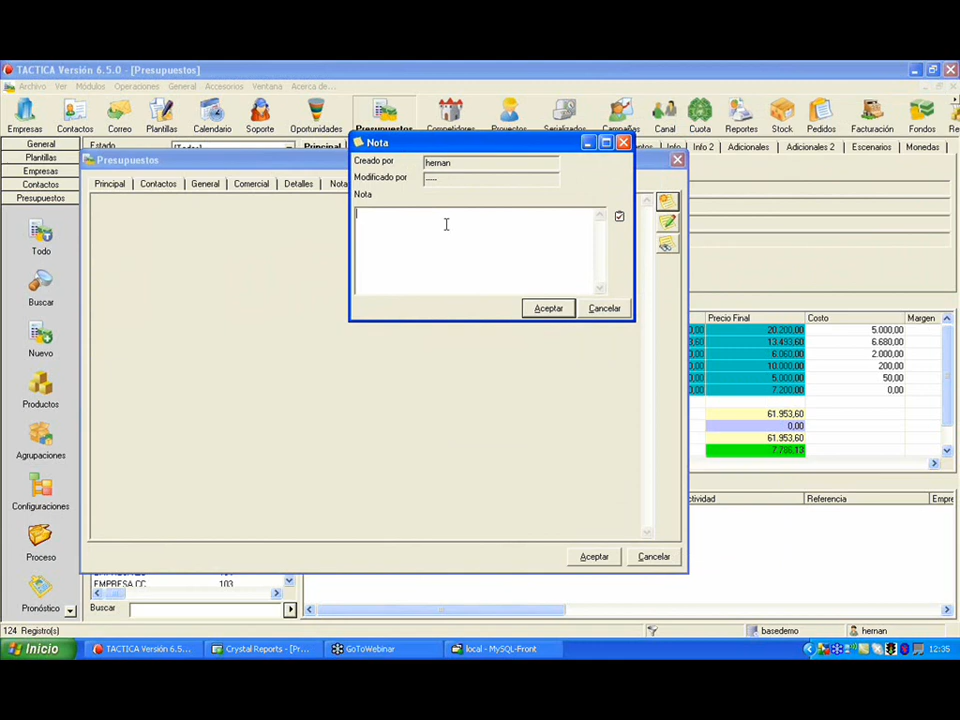 TACTICA Versión 6.5.0 - [Presupuestos]
Archivo Ver Módulos Operaciones General Accesorios Ventana Acerca de...
Empresas Contactos Correo Plantillas Calendario Soporte Oportunidades Presupuestos Competidores Proyectos Serializados Campañas Canal Cuota Reportes Stock Pedidos Facturación Fondos
General
Plantillas
Empresas
Contactos
Presupuestos
Todo
Buscar
Nuevo
Productos
Agrupaciones
Configuraciones
Proceso
Pronóstico
Estado [Todo] Principal Info Info 2 Adicionales Adicionales 2 Escenarios Monedas
Presupuestos
Principal Contactos General Comercial Detalles
Nota
Creado por hernan
Modificado por -----
Nota
Aceptar Cancelar
Precio Final Costo Margen
20.200,00 5.000,00
13.493,60 6.680,00
6.060,00 2.000,00
10.000,00 200,00
5.000,00 50,00
7.200,00 0,00
61.953,60
0,00
61.953,60
7.786,13
Referencia Empre
Aceptar Cancelar
EMPRESA CC 103
Buscar
124 Registro(s) basedemo hernan
Inicio TACTICA Versión 6.5.... Crystal Reports - [Pr... GoToWebinar local - MySQL-Front 12:35